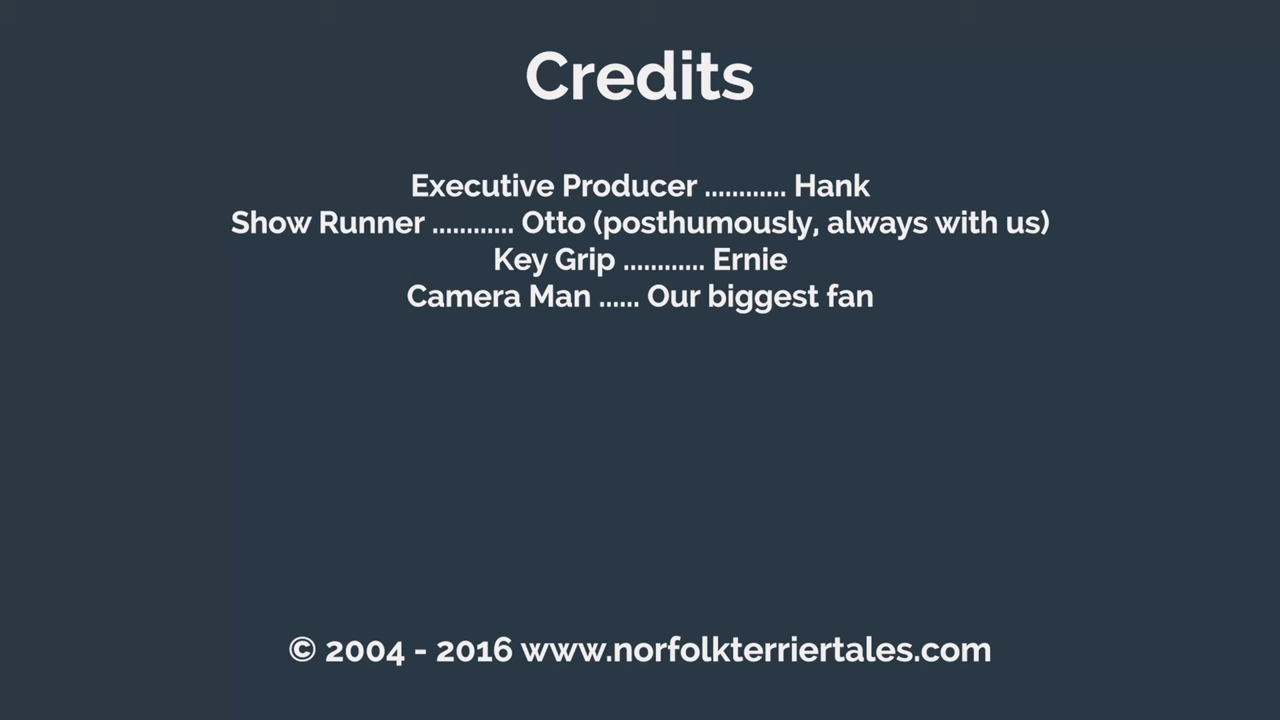 Credits
Executive Producer ............ Hank
Show Runner ............ Otto (posthumously, always with us)
Key Grip ............ Ernie
Camera Man ...... Our biggest fan
© 2004 - 2016 www.norfolkterriertales.com